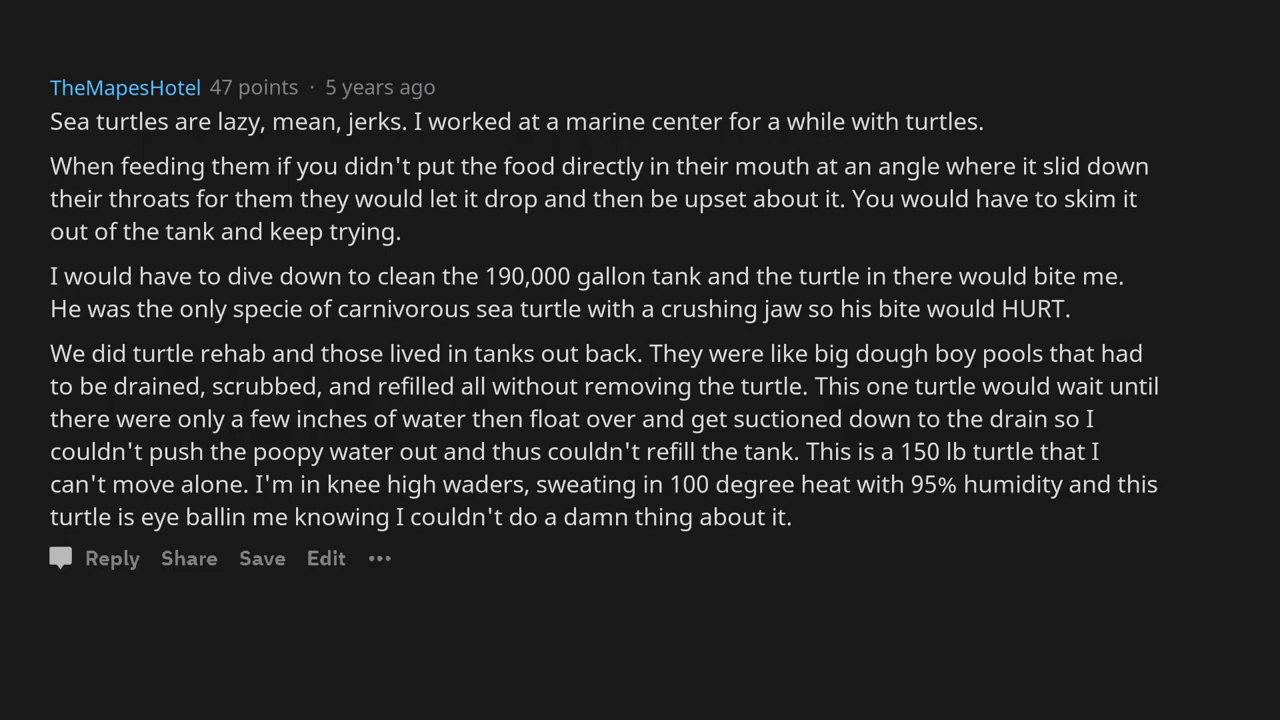 TheMapesHotel 47 points · 5 years ago
Sea turtles are lazy, mean, jerks. I worked at a marine center for a while with turtles.
When feeding them if you didn't put the food directly in their mouth at an angle where it slid down
their throats for them they would let it drop and then be upset about it. You would have to skim it
out of the tank and keep trying.
I would have to dive down to clean the 190,000 gallon tank and the turtle in there would bite me.
He was the only specie of carnivorous sea turtle with a crushing jaw so his bite would HURT.
We did turtle rehab and those lived in tanks out back. They were like big dough boy pools that had
to be drained, scrubbed, and refilled all without removing the turtle. This one turtle would wait until
there were only a few inches of water then float over and get suctioned down to the drain so I
couldn't push the poopy water out and thus couldn't refill the tank. This is a 150 lb turtle that I
can't move alone. I'm in knee high waders, sweating in 100 degree heat with 95% humidity and this
turtle is eye ballin me knowing I couldn't do a damn thing about it.
Reply Share Save Edit •••